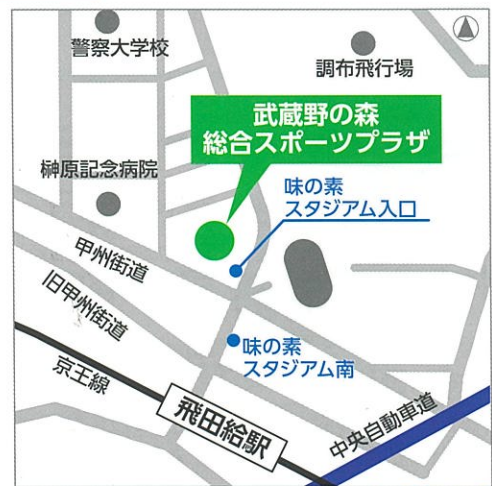 警察大学校
調布飛行場
武蔵野の森
総合スポーツプラザ
榊原記念病院
味の素
スタジアム入口
甲州街道
旧甲州街道
味の素
スタジアム南
京王線
飛田給駅
中央自動車道